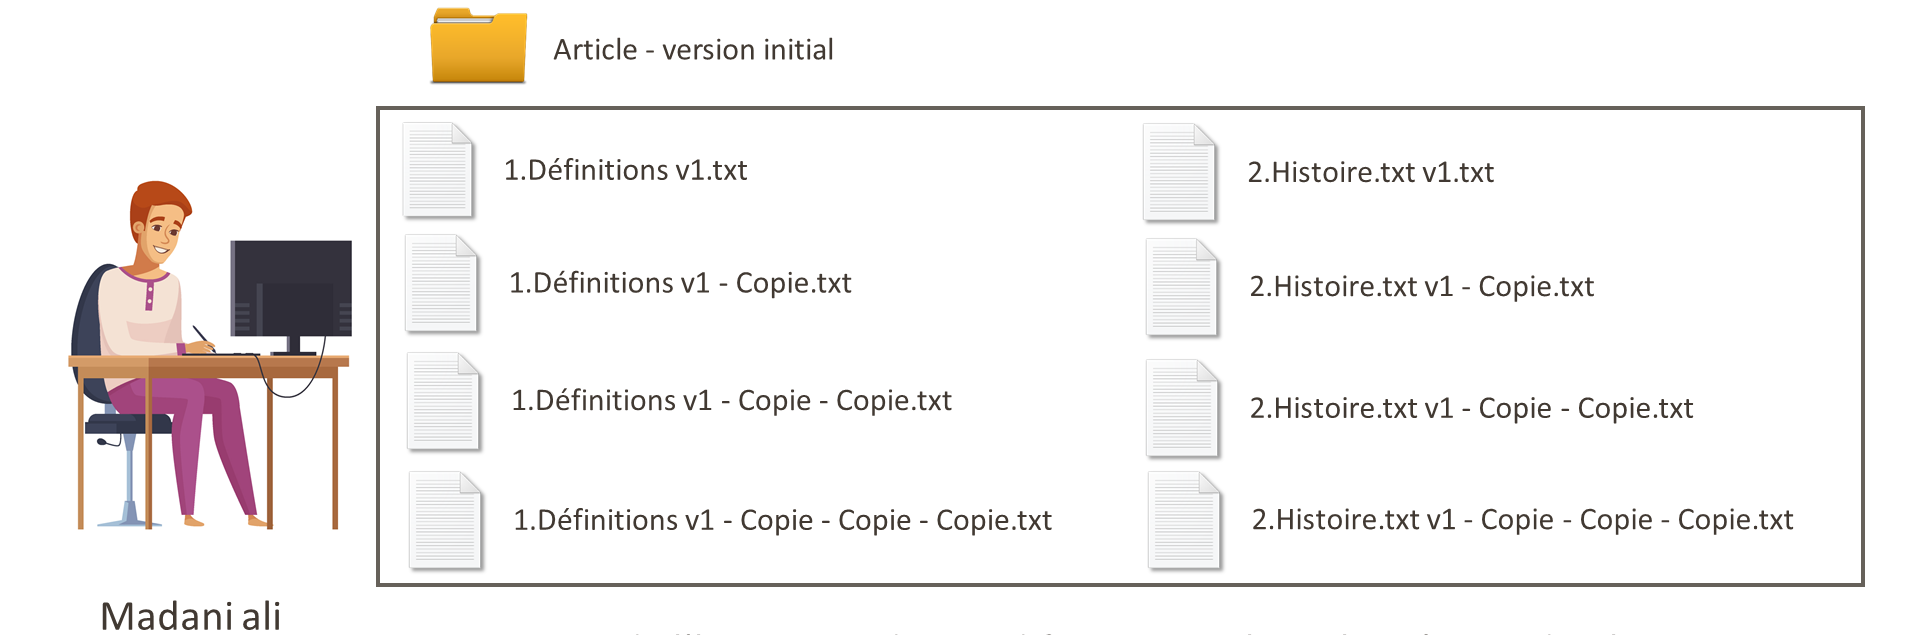 Article - version initial
1.Définitions v1.txt
2.Histoire.txt v1.txt
1.Définitions v1 - Copie.txt
2.Histoire.txt v1 - Copie.txt
1.Définitions v1 - Copie - Copie.txt
2.Histoire.txt v1 - Copie - Copie.txt
1.Définitions v1 - Copie - Copie - Copie.txt
2.Histoire.txt v1 - Copie - Copie - Copie.txt
Madani ali